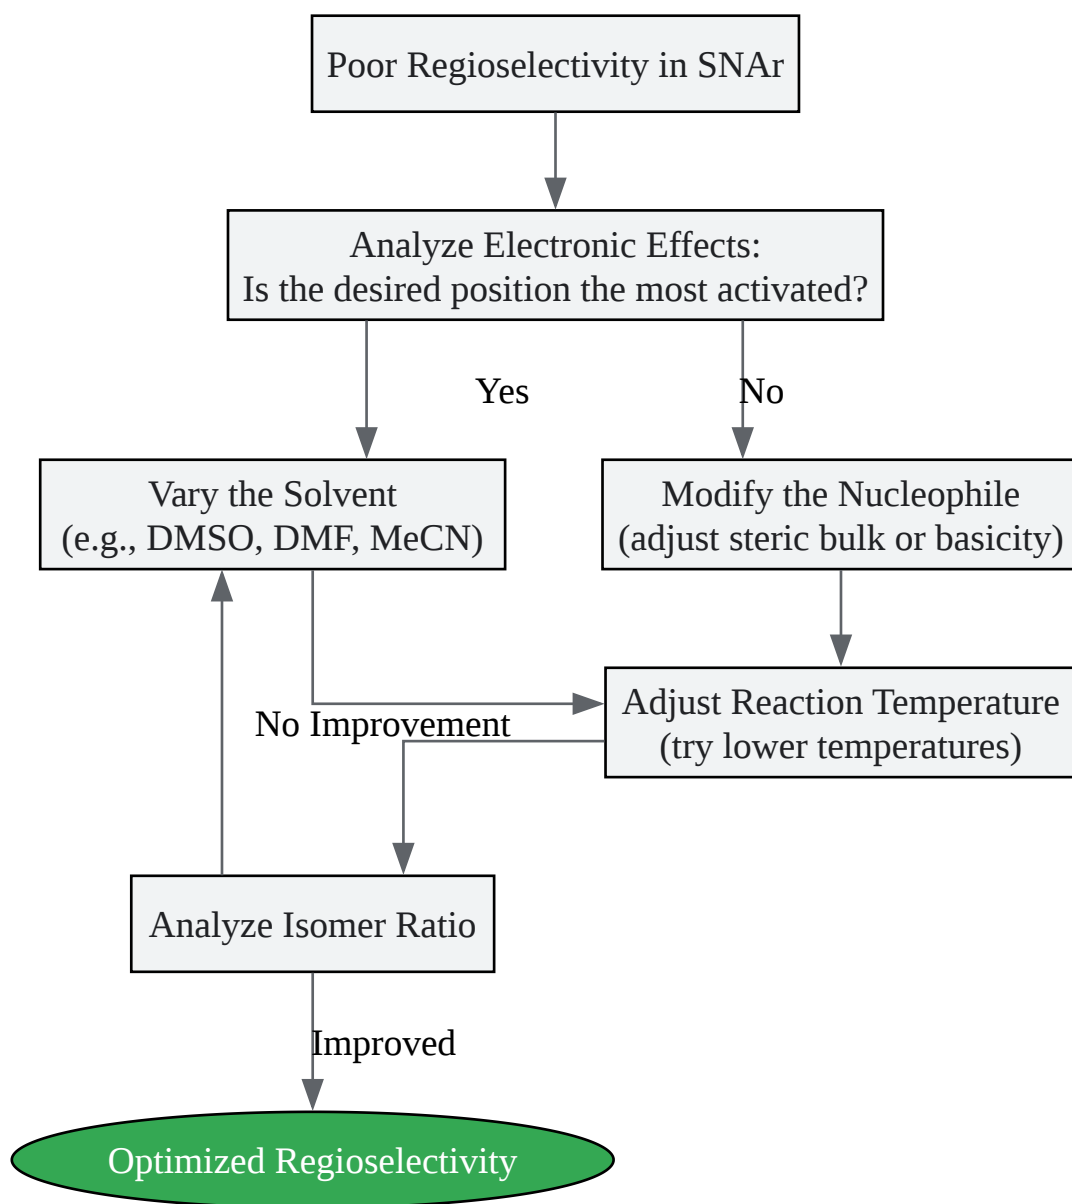 Poor Regioselectivity in SNAr
Analyze Electronic Effects:
Is the desired position the most activated?
Yes
No
Vary the Solvent
(e.g., DMSO, DMF, MeCN)
Modify the Nucleophile
(adjust steric bulk or basicity)
Adjust Reaction Temperature
(try lower temperatures)
No Improvement
Analyze Isomer Ratio
Improved
Optimized Regioselectivity